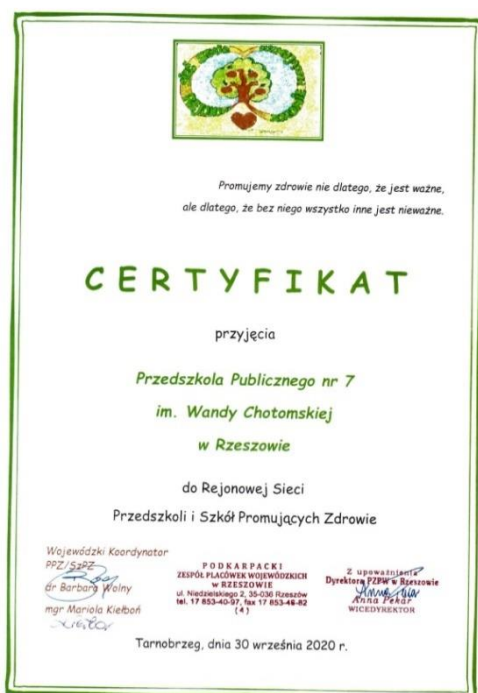 Promujemy zdrowie nie dlatego, że jest ważne,
ale dlatego, że bez niego wszystko inne jest nieważne.
CERTYFIKAT
przyjęcia
Przedszkola Publicznego nr 7
im. Wandy Chotomskiej
w Rzeszowie
do Rejonowej Sieci
Przedszkoli i Szkół Promujących Zdrowie
Wojewódzki Koordynator
PPZ/SzPZ
dr Barbara Wolny
mgr Mariola Kiełboń
PODKARPACKI
ZESPÓŁ PLACÓWEK WOJEWÓDZKICH
w RZESZOWIE
ul. Niedzielskiego 2, 35-036 Rzeszów
tel. 17 853-40-97, fax 17 853-46-82
(4)
Z upoważnienia
Dyrektora PZPW w Rzeszowie
Anna Pekar
WICEDYREKTOR
Tarnobrzeg, dnia 30 września 2020 r.